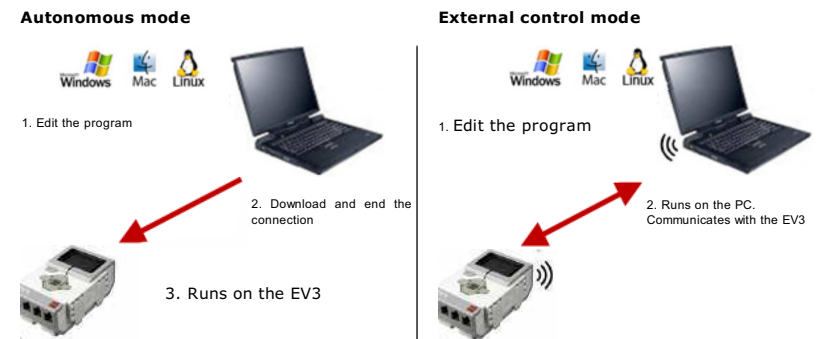 Autonomous mode
Windows Mac Linux
1. Edit the program
2. Download and end the
connection
3. Runs on the EV3
External control mode
Windows Mac Linux
1. Edit the program
2. Runs on the PC.
Communicates with the EV3